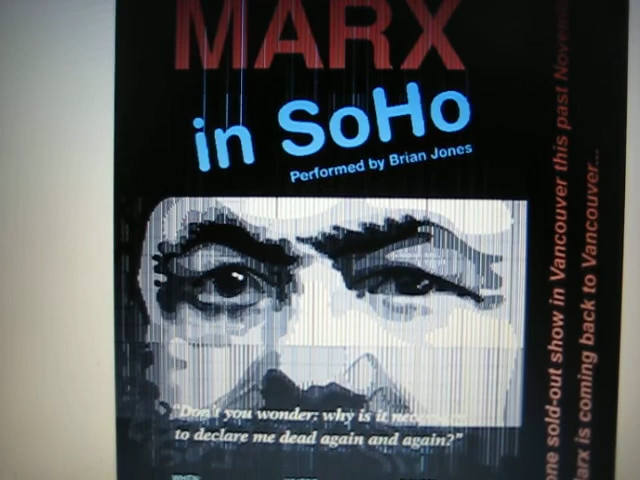 MARX
in SoHo
Performed by Brian Jones
"Don't you wonder: why is it
to declare me dead again and again?"
one sold-out show in Vancouver this past Novem
arx is coming back to Vancouver...